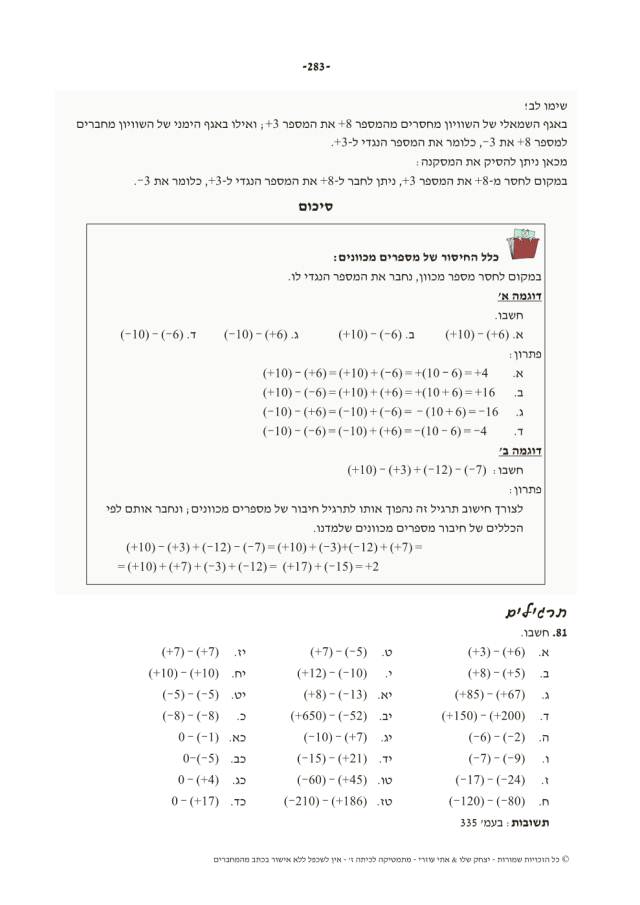 -283-
שימו לב!
באגף השמאלי של השוויון מחסרים מהמספר 8+ את המספר 3+; ואילו באגף הימני של השוויון מחברים
למספר 8+ את 3−, כלומר את המספר הנגדי ל-3+.
מכאן ניתן להסיק את המסקנה:
במקום לחסר מ-8+ את המספר 3+, ניתן לחבר ל-8+ את המספר הנגדי ל-3+, כלומר את 3−.
סיכום
כלל החיסור של מספרים מכוונים:
במקום לחסר מספר מכוון, נחבר את המספר הנגדי לו.
דוגמה א'
חשבו.
א. (+10) − (+6) ב. (+10) − (−6) ג. (−10) − (+6) ד. (−10) − (−6)
פתרון:
א. (+10) − (+6) = (+10) + (−6) = +(10 − 6) = +4
ב. (+10) − (−6) = (+10) + (+6) = +(10 + 6) = +16
ג. (−10) − (+6) = (−10) + (−6) = − (10 + 6) = −16
ד. (−10) − (−6) = (−10) + (+6) = −(10 − 6) = −4
דוגמה ב'
חשבו: (+10) − (+3) + (−12) − (−7)
פתרון:
לצורך חישוב תרגיל זה נהפוך אותו לתרגיל חיבור של מספרים מכוונים; ונחבר אותם לפי
הכללים של חיבור מספרים מכוונים שלמדנו.
(+10) − (+3) + (−12) − (−7) = (+10) + (−3)+(−12) + (+7) =
= (+10) + (+7) + (−3) + (−12) = (+17) + (−15) = +2
תרגילים
81. חשבו.
א. (+3) − (+6) ט. (+7) − (−5) יז. (+7) − (+7)
ב. (+8) − (+5) י. (+12) − (−10) יח. (+10) − (+10)
ג. (+85) − (+67) יא. (+8) − (−13) יט. (−5) − (−5)
ד. (+150) − (+200) יב. (+650) − (−52) כ. (−8) − (−8)
ה. (−6) − (−2) יג. (−10) − (+7) כא. 0 − (−1)
ו. (−7) − (−9) יד. (−15) − (+21) כב. 0−(−5)
ז. (−17) − (−24) טו. (−60) − (+45) כג. 0 − (+4)
ח. (−120) − (−80) טז. (−210) − (+186) כד. 0 − (+17)
תשובות: בעמ' 335
© כל הזכויות שמורות - יצחק שלו & אתי עוזרי - מתמטיקה לכיתה ז' - אין לשכפל ללא אישור בכתב מהמחברים